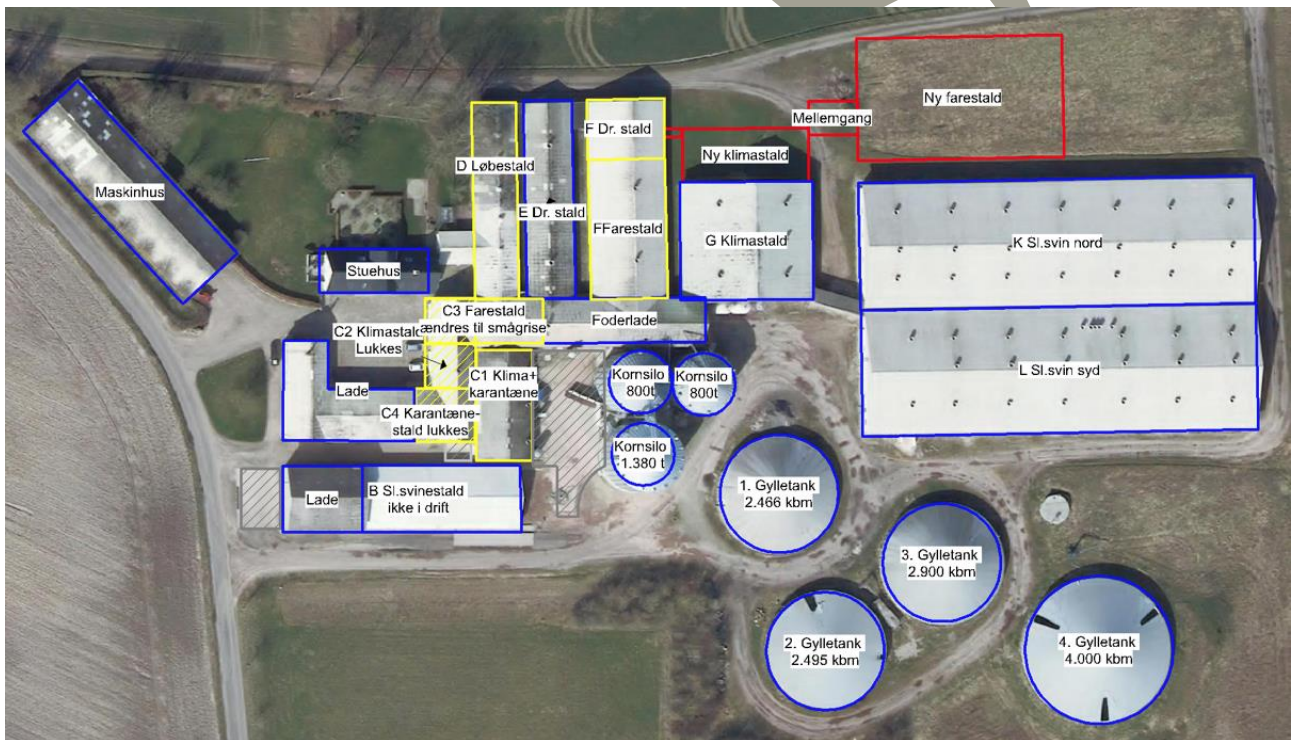 Ny farestald
Mellemgang
F Dr. stald
Ny klimastald
D Løbestald
Maskinhus
E Dr. stald
FFarestald
G Klimastald
K Sl.svin nord
Stuehus
C3 Farestald
ændres til smågrise
Foderlade
C2 Klimastald
Lukkes
C1 Klima+
karantæne
Kornsilo
800t
Kornsilo
800t
L Sl.svin syd
Lade
C4 Karantæne-
stald lukkes
Kornsilo
1.380 t
1. Gylletank
2.466 kbm
Lade
B Sl.svinestald
ikke i drift
3. Gylletank
2.900 kbm
2. Gylletank
2.495 kbm
4. Gylletank
4.000 kbm